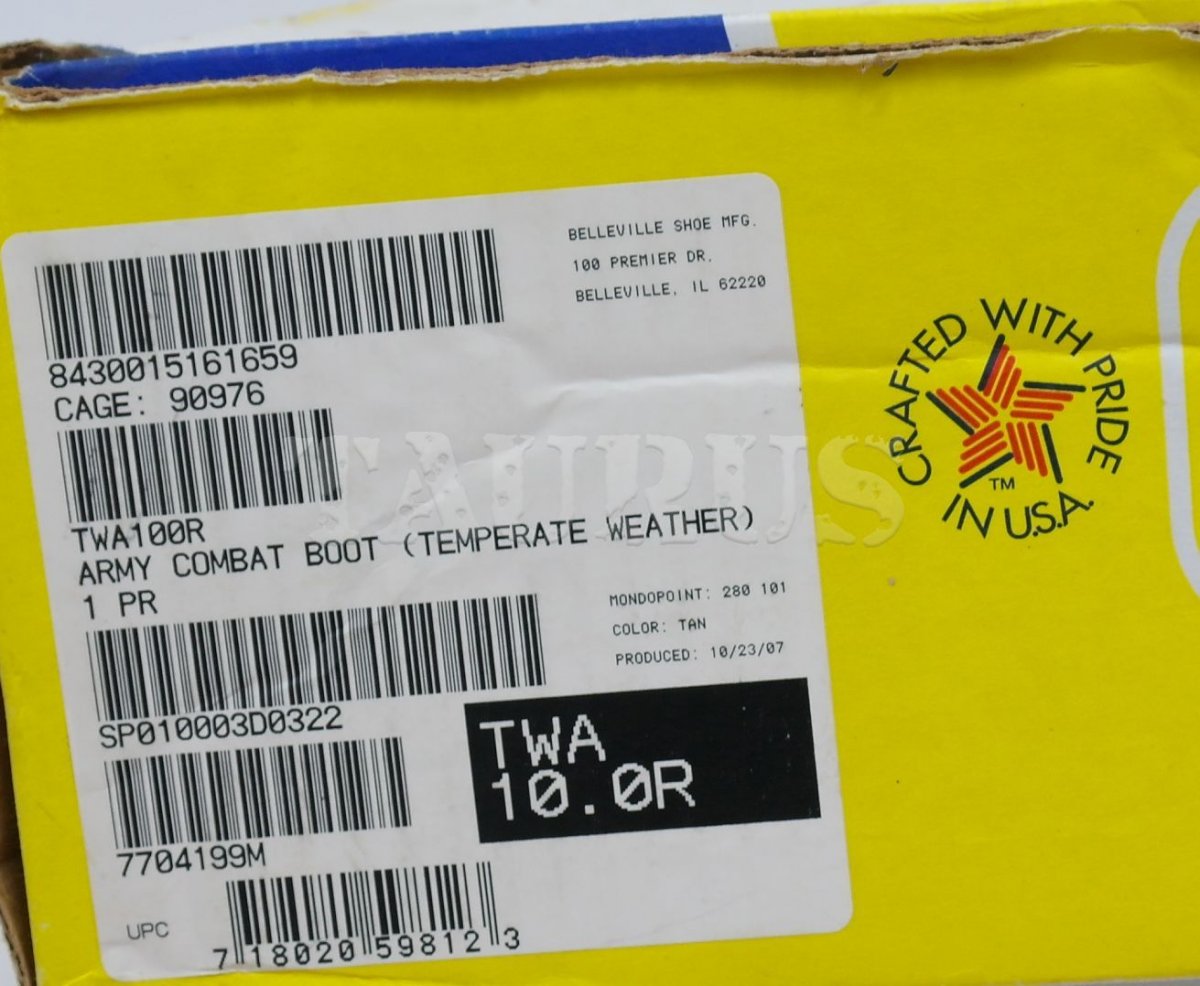 BELLEVILLE SHOE MFG.
100 PREMIER DR.
BELLEVILLE, IL 62220
8430015161659
CAGE: 90976
TWA100R
ARMY COMBAT BOOT (TEMPERATE WEATHER)
1 PR
MONDOPOINT: 280 101
COLOR: TAN
PRODUCED: 10/23/07
SP010003D0322
TWA
10.0R
7704199M
UPC
7 18020 59812 3
CRAFTED WITH PRIDE
TM
IN U.S.A.
TAURUS